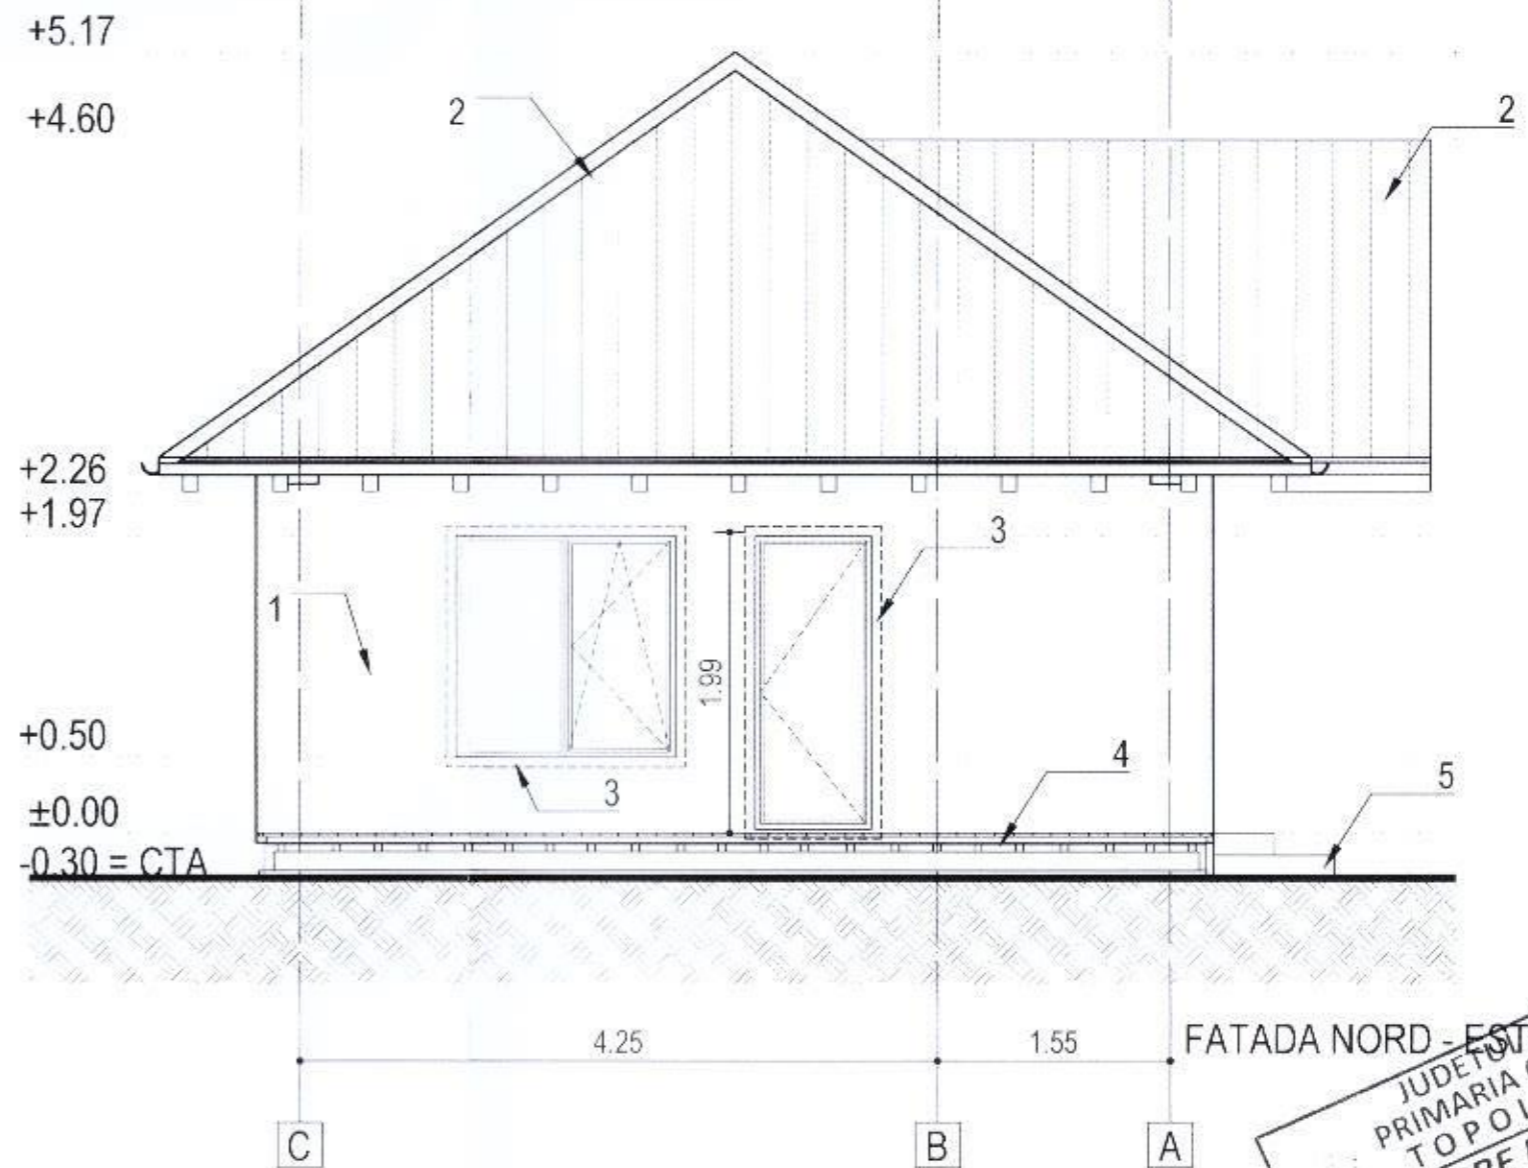 +5.17
+4.60
2
2
+2.26
+1.97
3
1
1.99
+0.50
3
4
5
±0.00
-0.30 = CTA
4.25
1.55
FATADA NORD - EST
C
B
A
JUDETUL
PRIMARIA
TOPO